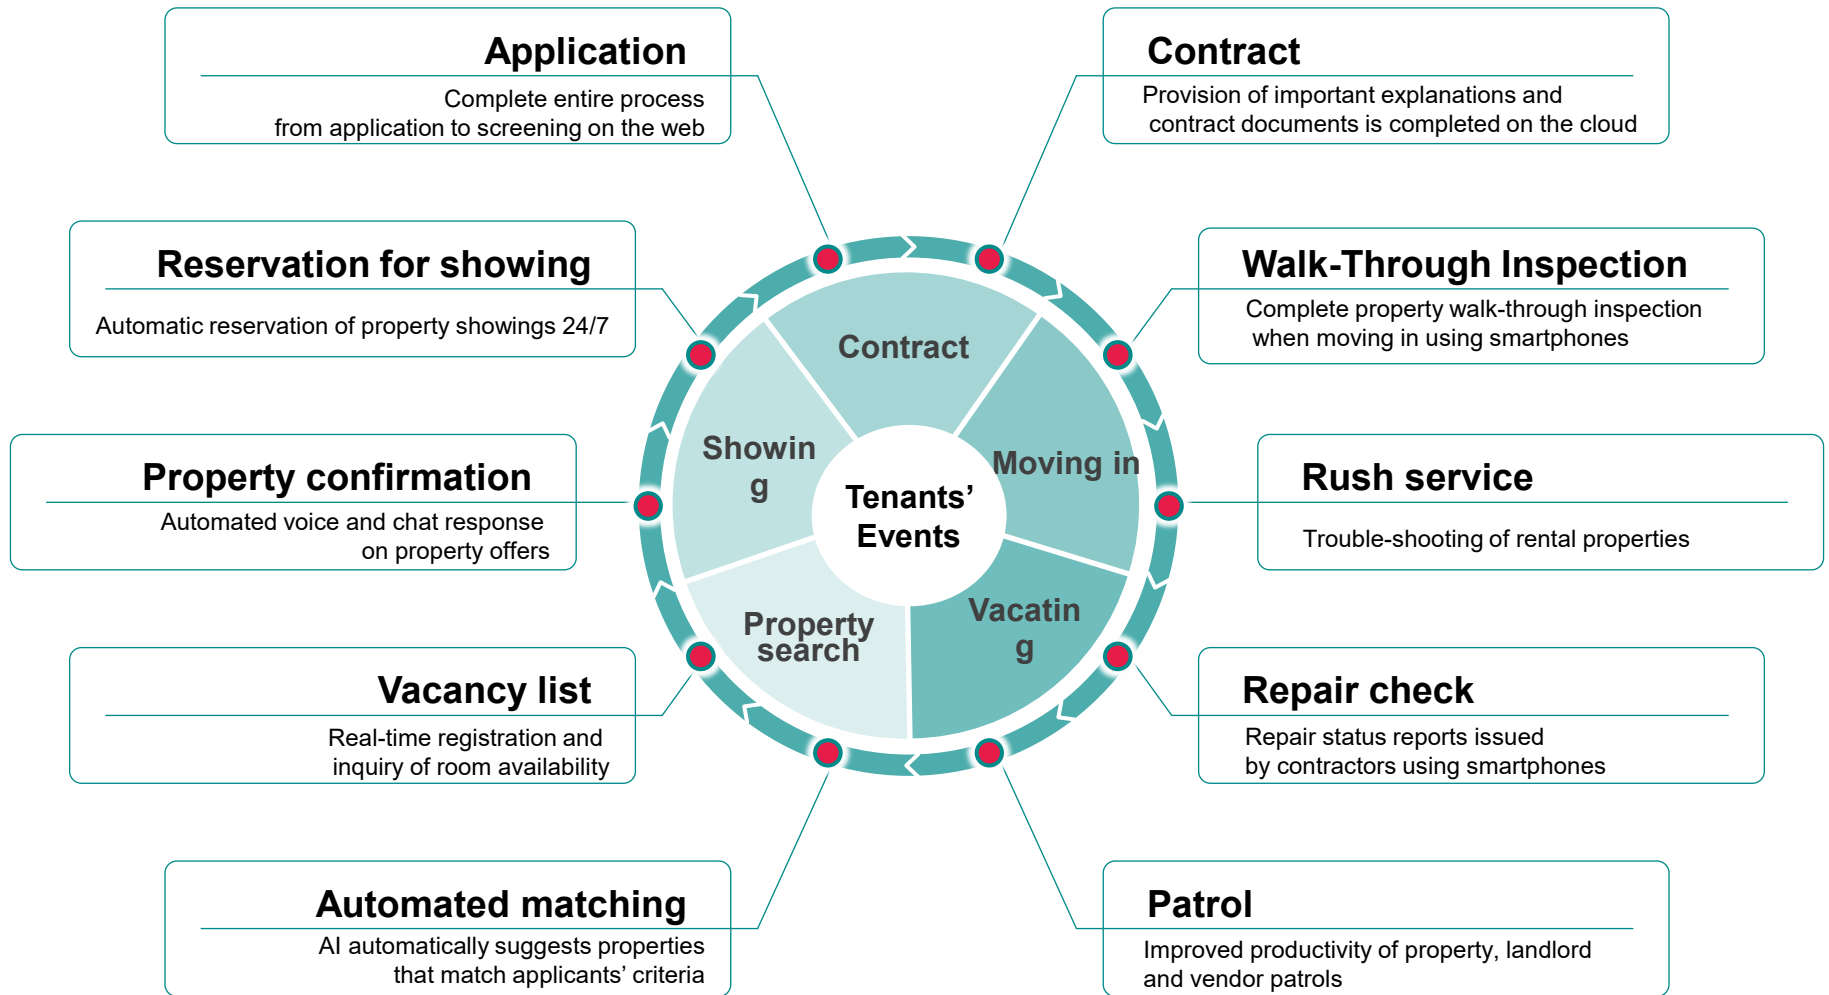 Application
Complete entire process
from application to screening on the web
Contract
Provision of important explanations and
contract documents is completed on the cloud
Reservation for showing
Automatic reservation of property showings 24/7
Walk-Through Inspection
Complete property walk-through inspection
when moving in using smartphones
Property confirmation
Automated voice and chat response
on property offers
Rush service
Trouble-shooting of rental properties
Vacancy list
Real-time registration and
inquiry of room availability
Repair check
Repair status reports issued
by contractors using smartphones
Automated matching
AI automatically suggests properties
that match applicants’ criteria
Patrol
Improved productivity of property, landlord
and vendor patrols
Contract
Showin
g
Moving in
Tenants’
Events
Property
search
Vacatin
g